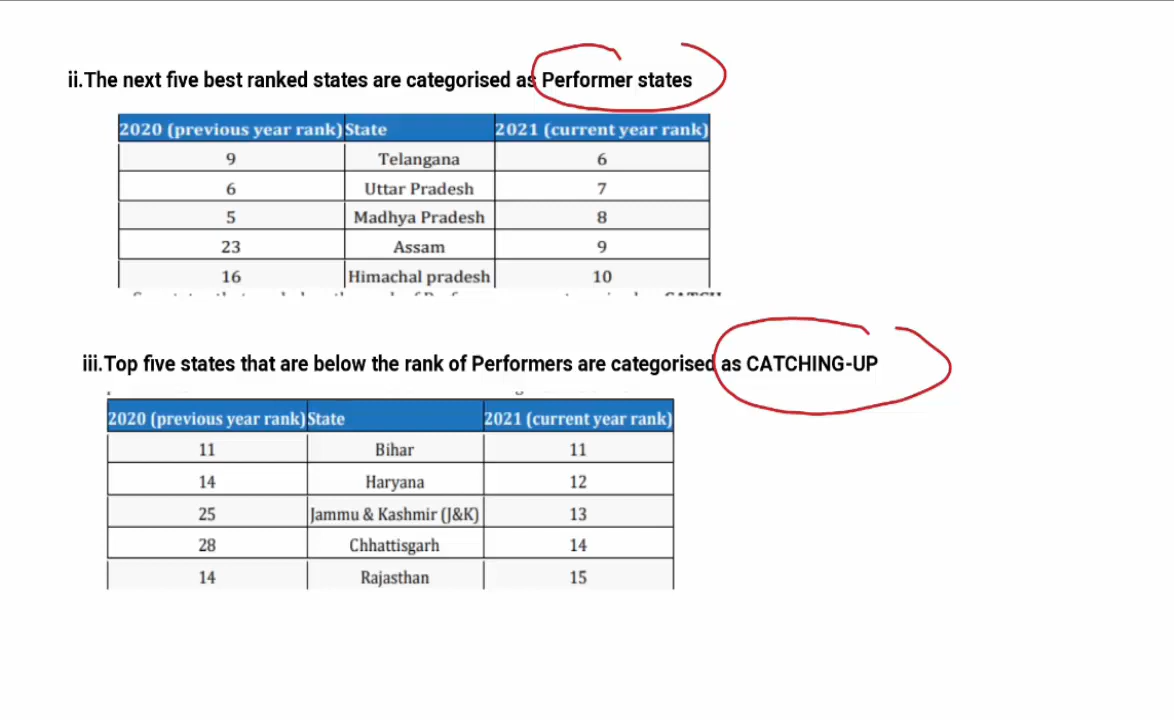 ii.The next five best ranked states are categorised as Performer states
2020 (previous year rank) State 2021 (current year rank)
9 Telangana 6
6 Uttar Pradesh 7
5 Madhya Pradesh 8
23 Assam 9
16 Himachal pradesh 10
iii.Top five states that are below the rank of Performers are categorised as CATCHING-UP
2020 (previous year rank) State 2021 (current year rank)
11 Bihar 11
14 Haryana 12
25 Jammu & Kashmir (J&K) 13
28 Chhattisgarh 14
14 Rajasthan 15